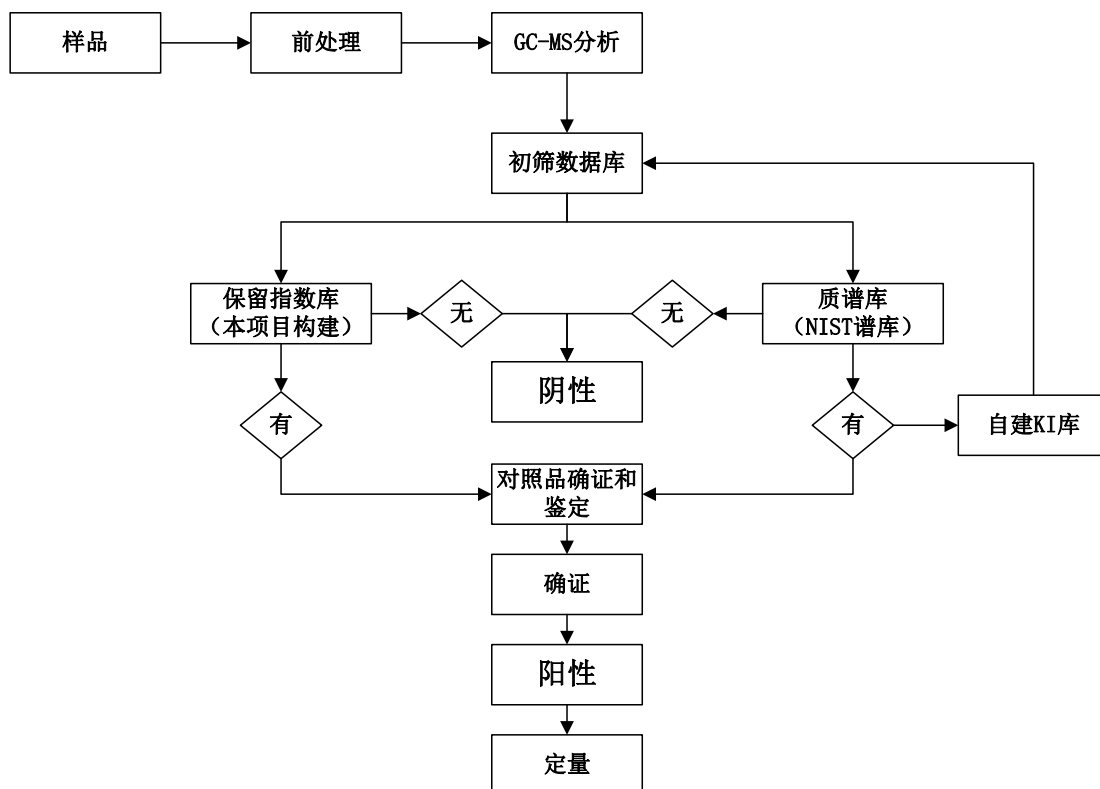 样品
前处理
GC-MS分析
初筛数据库
保留指数库
（本项目构建）
无
无
质谱库
（NIST谱库）
阴性
有
有
自建KI库
对照品确证和
鉴定
确证
阳性
定量